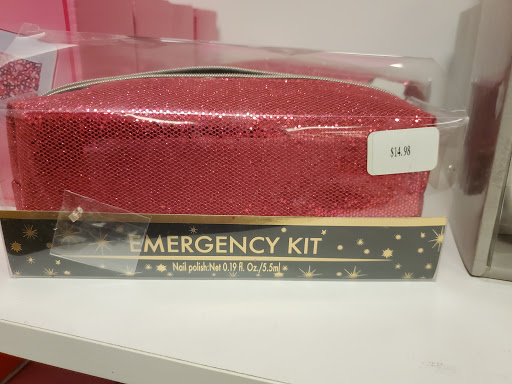 $14.98
EMERGENCY KIT
Nail polish:Net 0.19 fl. Oz./5.5ml